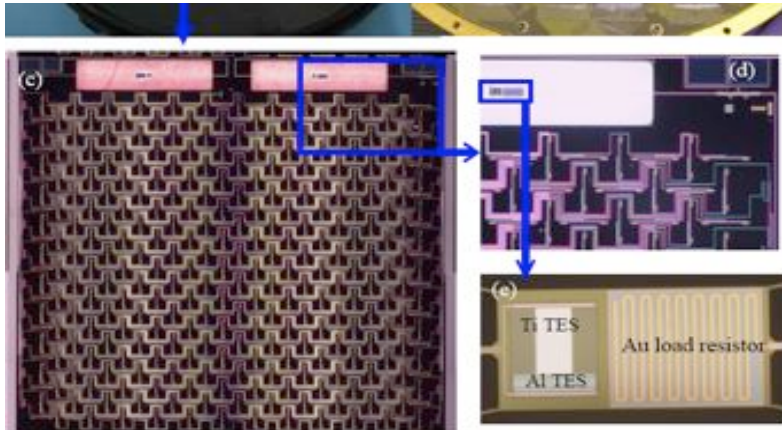 (c)
(d)
(e)
Ti TES
Au load resistor
Al TES